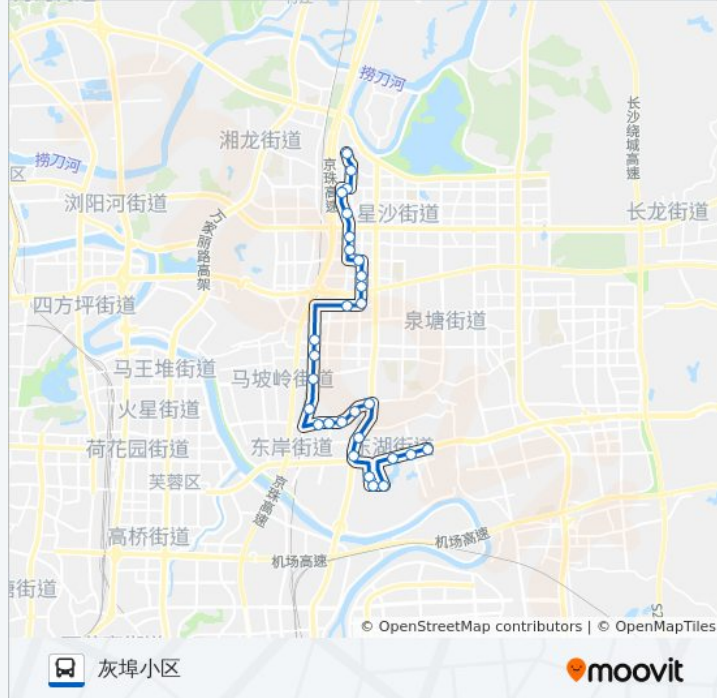 捞刀河
长沙绕城高速
湘龙街道
捞刀河
京珠高速
区
浏阳河街道
星沙街道
长龙街道
万家丽路高架
四方坪街道
泉塘街道
马王堆街道
马坡岭街道
火星街道
荷花园街道
东岸街道
东湖街道
芙蓉区
京珠高速
高桥街道
机场高速
机场高速
街道
© OpenStreetMap contributors | © OpenMapTiles
灰埠小区
moovit